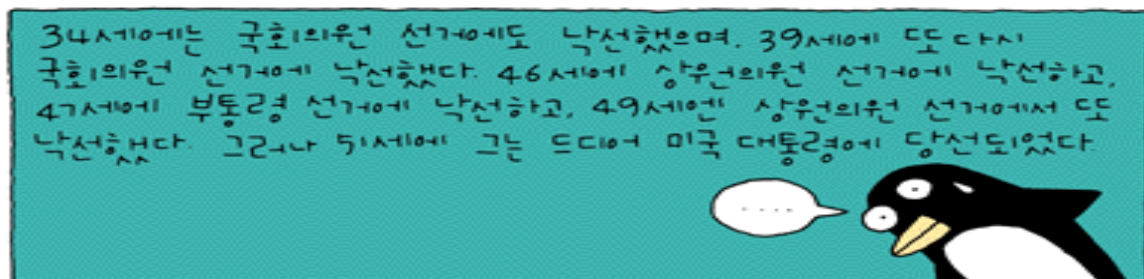 34세에는 국회의원 선거에도 낙선했으며, 39세에 또 다시
국회의원 선거에 낙선했다. 46세에 상원의원 선거에 낙선하고,
47세에 부통령 선거에 낙선하고, 49세엔 상원의원 선거에서 또
낙선했다. 그러나 51세에 그는 드디어 미국 대통령에 당선되었다.
....